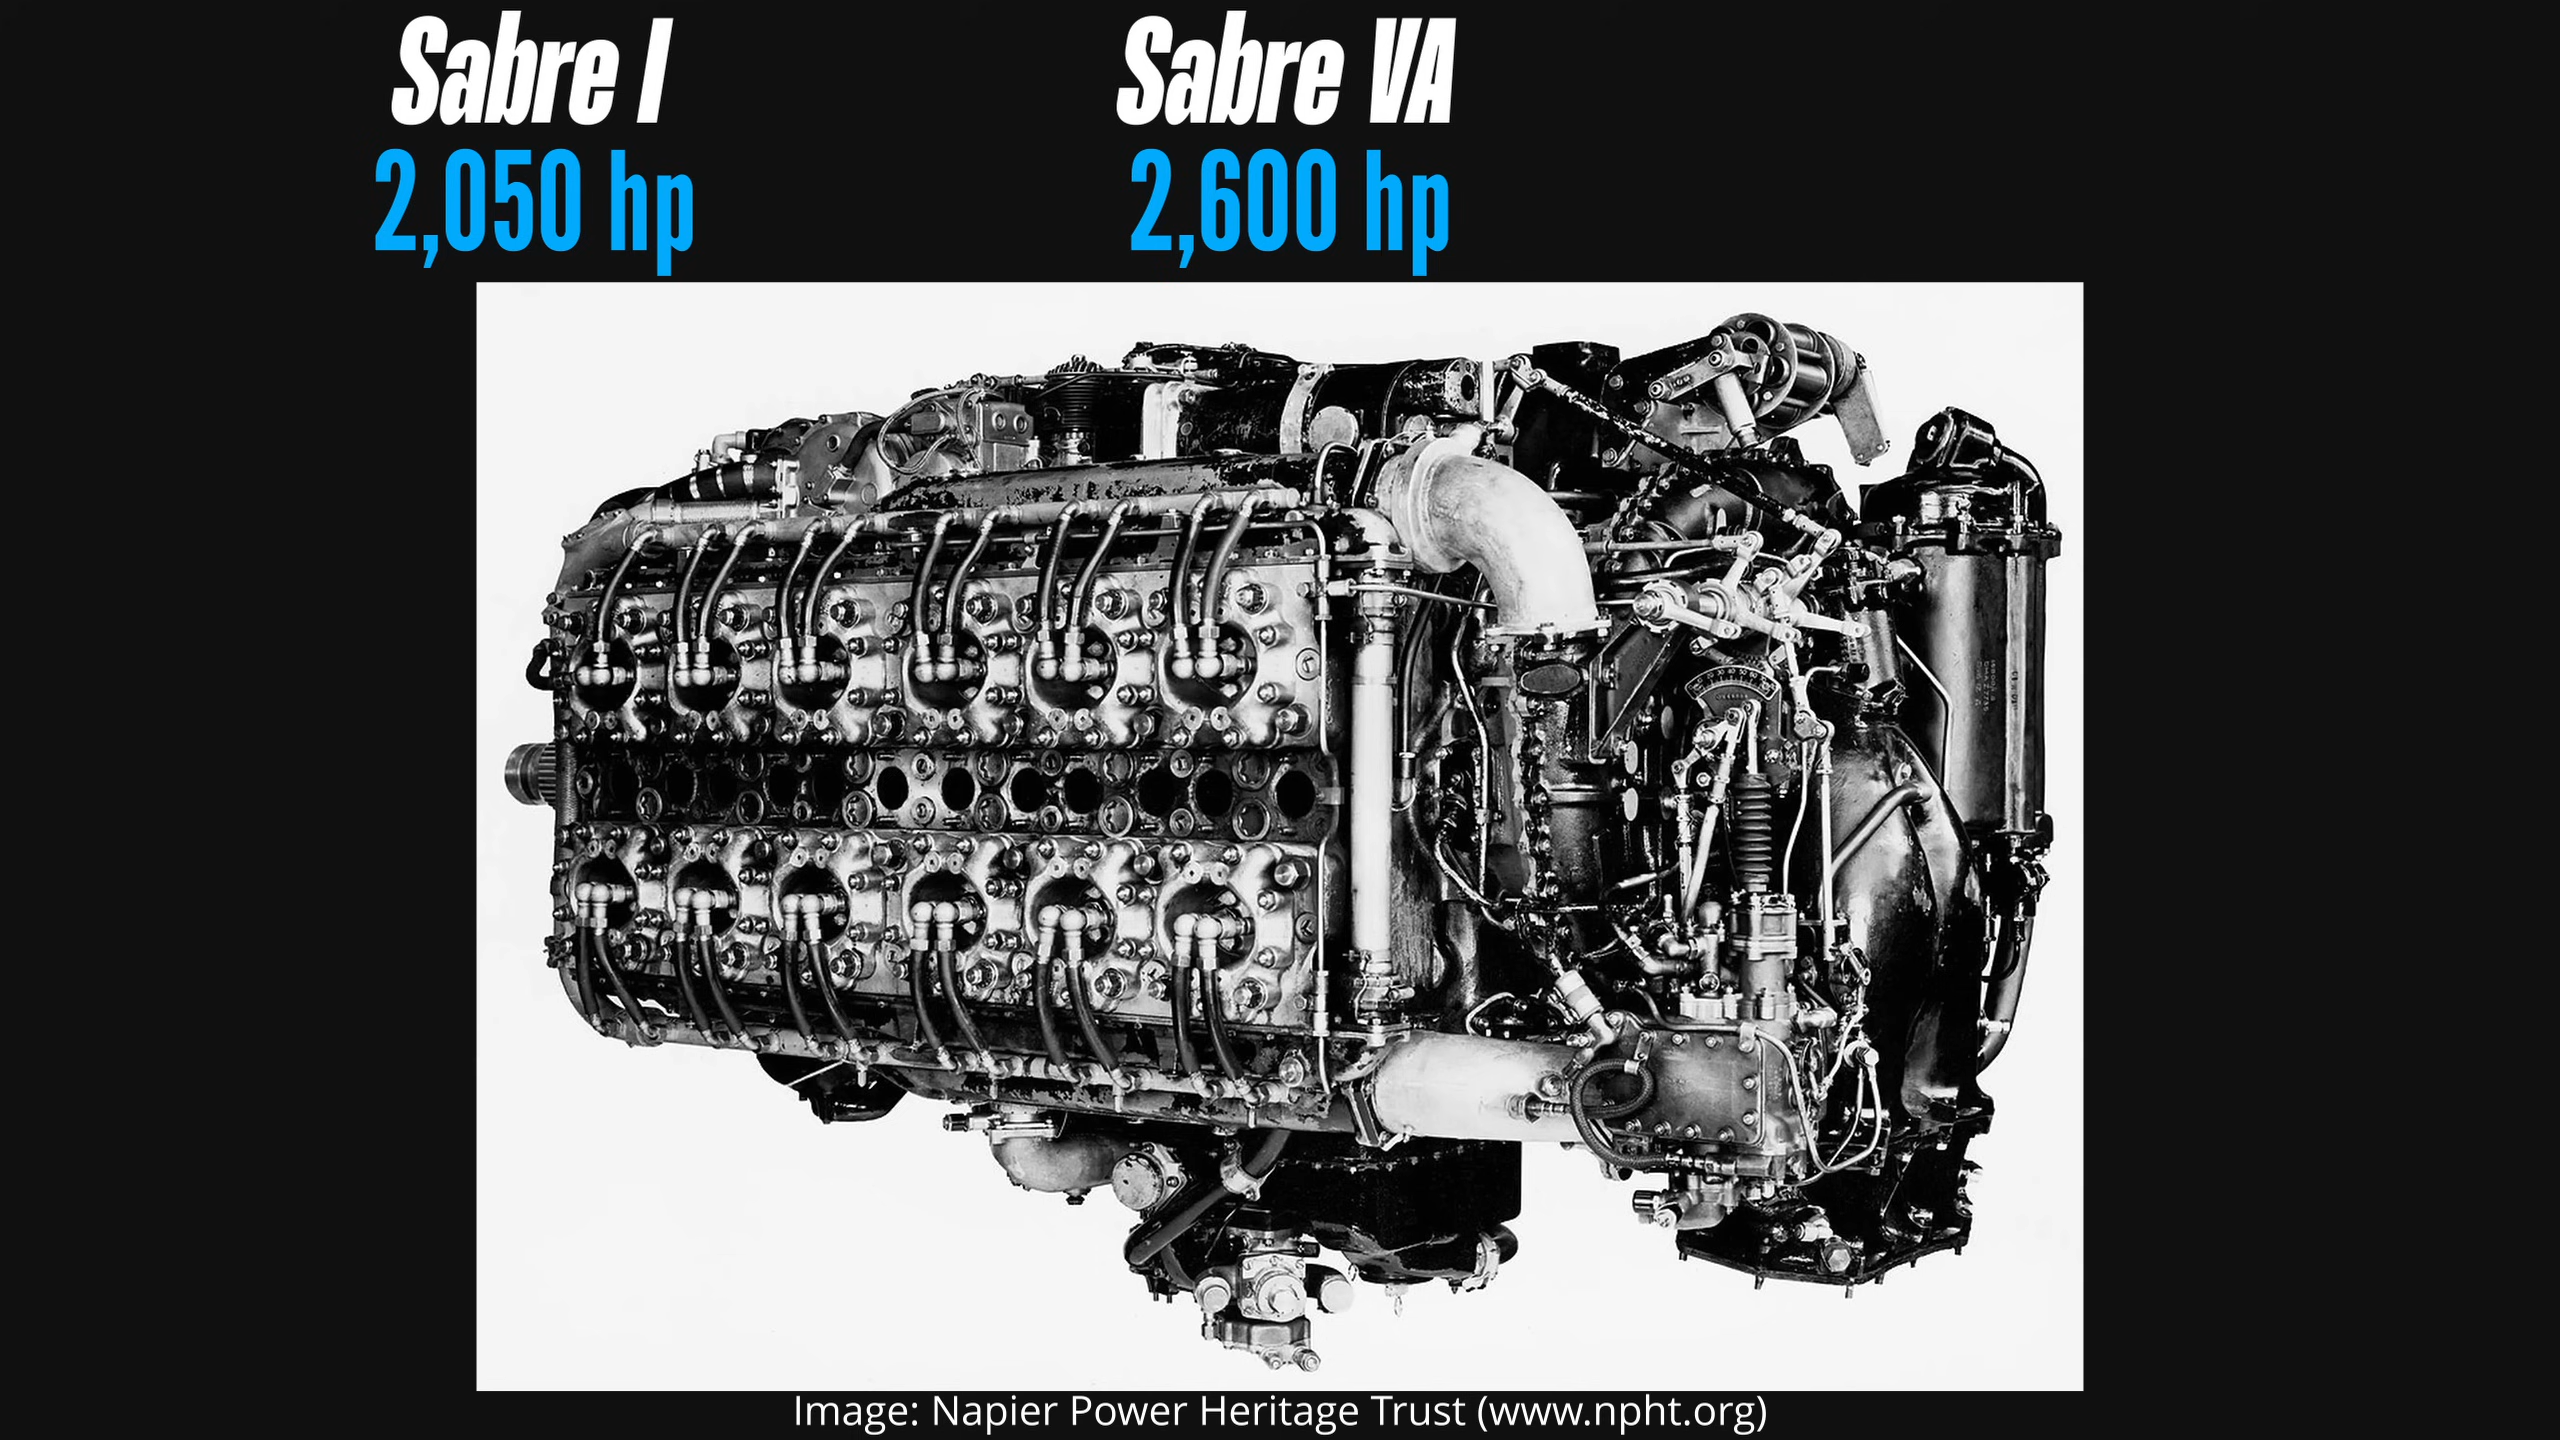 Sabre I
Sabre VA
2,050 hp
2,600 hp
Image: Napier Power Heritage Trust (www.npht.org)